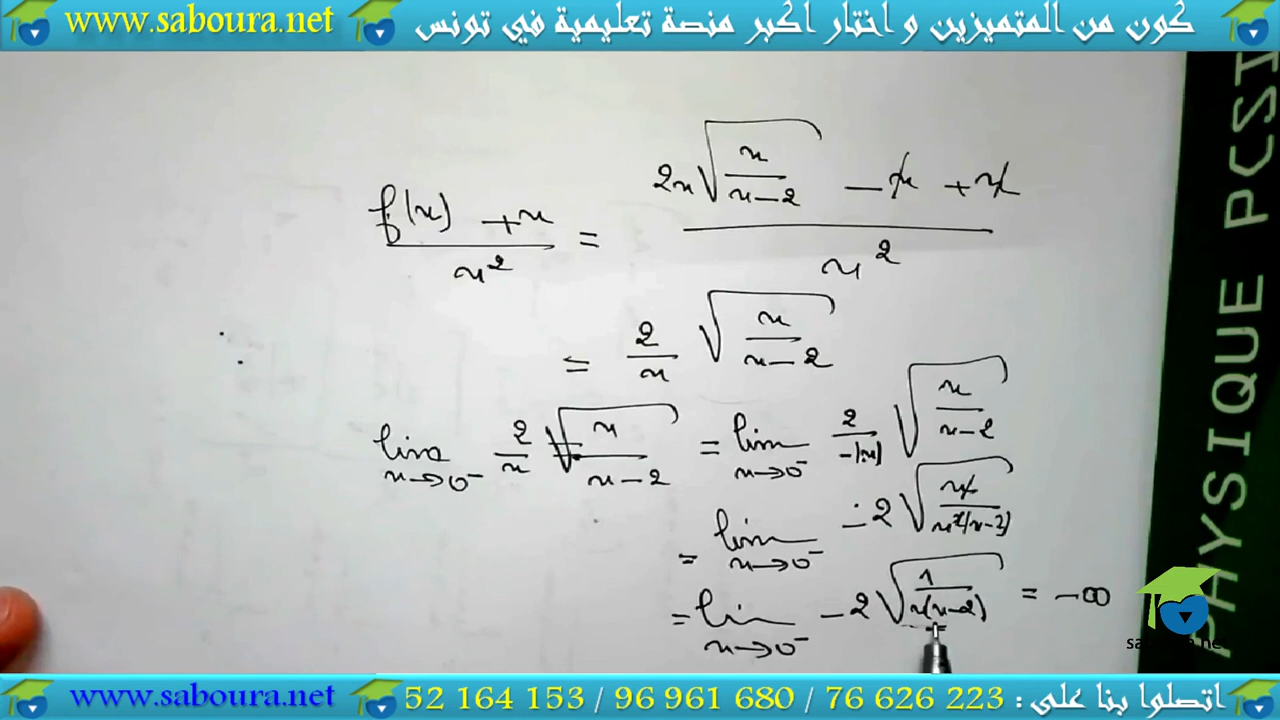 www.saboura.net كون من المتميزين و اختار اكبر منصة تعليمية في تونس
(f(x) + x)/x² = (2x√(x/(x-2)) - x + x)/x²
= 2/x √(x/(x-2))
lim x→0⁻ 2/x √(x/(x-2)) = lim x→0⁻ 2/-|x| √(x/(x-2))
= lim x→0⁻ -2√(x/(x²(x-2)))
= lim x→0⁻ -2√(1/(x(x-2))) = -∞
PHYSIQUE PCSI
www.saboura.net اتصلوا بنا على : 223 626 76 / 680 961 96 / 153 164 52